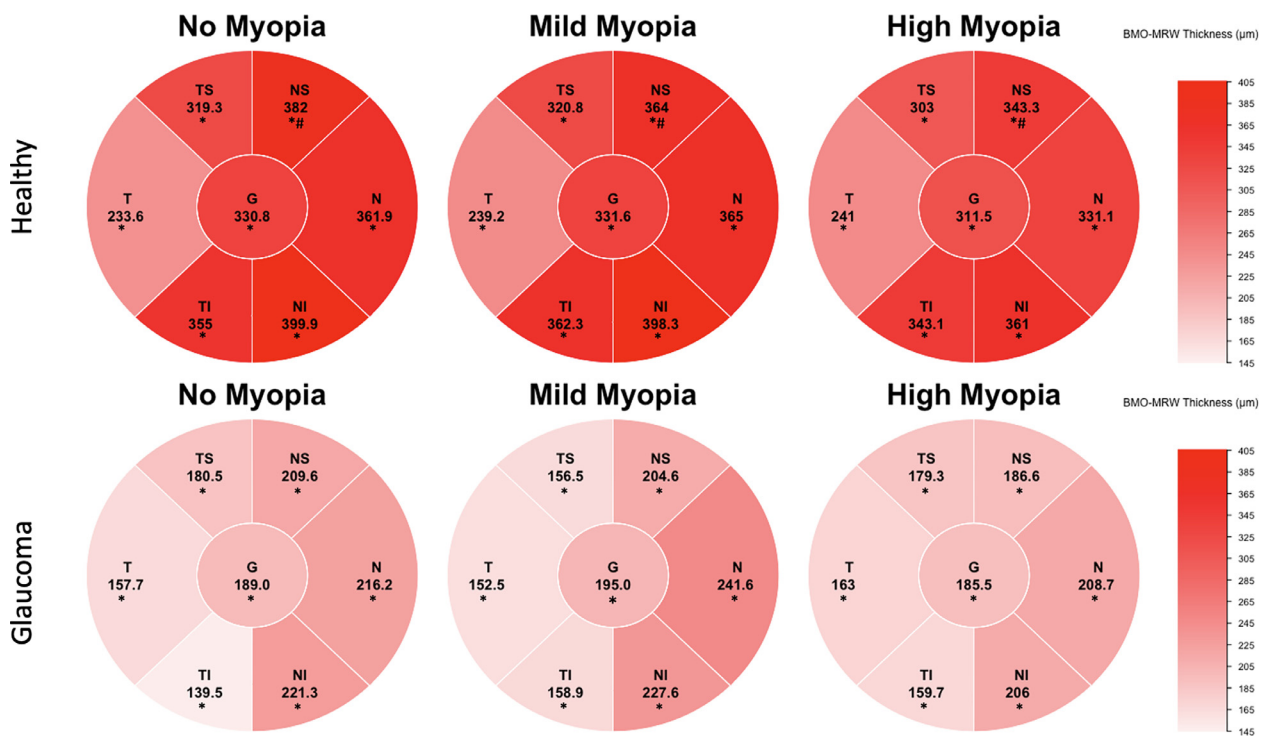 No Myopia
Mild Myopia
High Myopia
BMO-MRW Thickness (µm)
Healthy
TS
319.3
*
NS
382
*#
T
233.6
*
G
330.8
*
N
361.9
*
TI
355
*
NI
399.9
*
TS
320.8
*
NS
364
*#
T
239.2
*
G
331.6
*
N
365
*
TI
362.3
*
NI
398.3
*
TS
303
*
NS
343.3
*#
T
241
*
G
311.5
*
N
331.1
*
TI
343.1
*
NI
361
*
405
385
365
345
325
305
285
265
245
225
205
185
165
145
No Myopia
Mild Myopia
High Myopia
BMO-MRW Thickness (µm)
Glaucoma
TS
180.5
*
NS
209.6
*
T
157.7
*
G
189.0
*
N
216.2
*
TI
139.5
*
NI
221.3
*
TS
156.5
*
NS
204.6
*
T
152.5
*
G
195.0
*
N
241.6
*
TI
158.9
*
NI
227.6
*
TS
179.3
*
NS
186.6
*
T
163
*
G
185.5
*
N
208.7
*
TI
159.7
*
NI
206
*
405
385
365
345
325
305
285
265
245
225
205
185
165
145